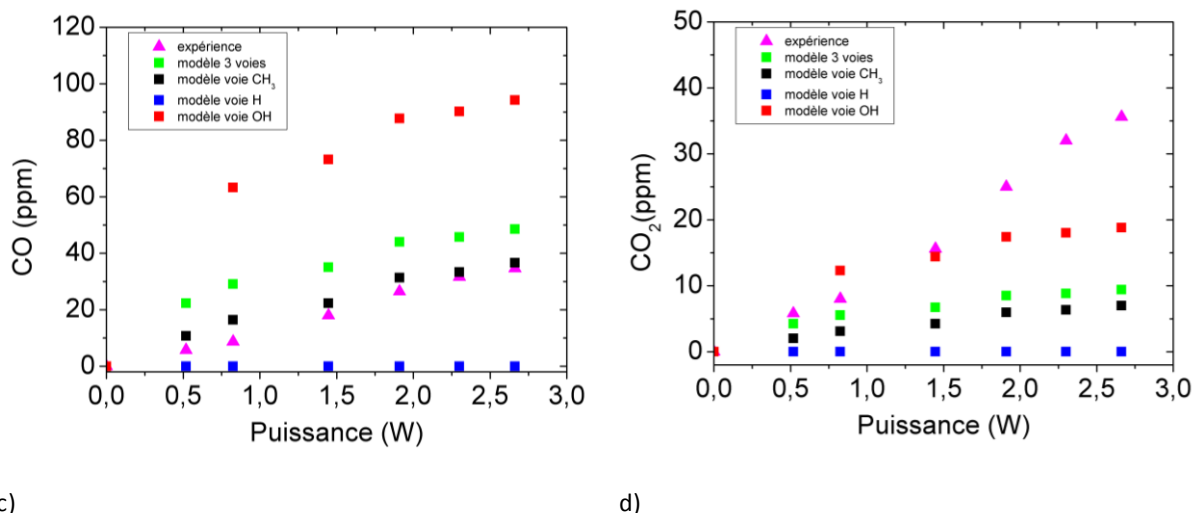 120
100
80
60
40
20
0
CO (ppm)
expérience
modèle 3 voies
modèle voie CH₃
modèle voie H
modèle voie OH
0,0 0,5 1,0 1,5 2,0 2,5 3,0
Puissance (W)
50
40
30
20
10
0
CO₂(ppm)
expérience
modèle 3 voies
modèle voie CH₃
modèle voie H
modèle voie OH
0,0 0,5 1,0 1,5 2,0 2,5 3,0
Puissance (W)
c)
d)